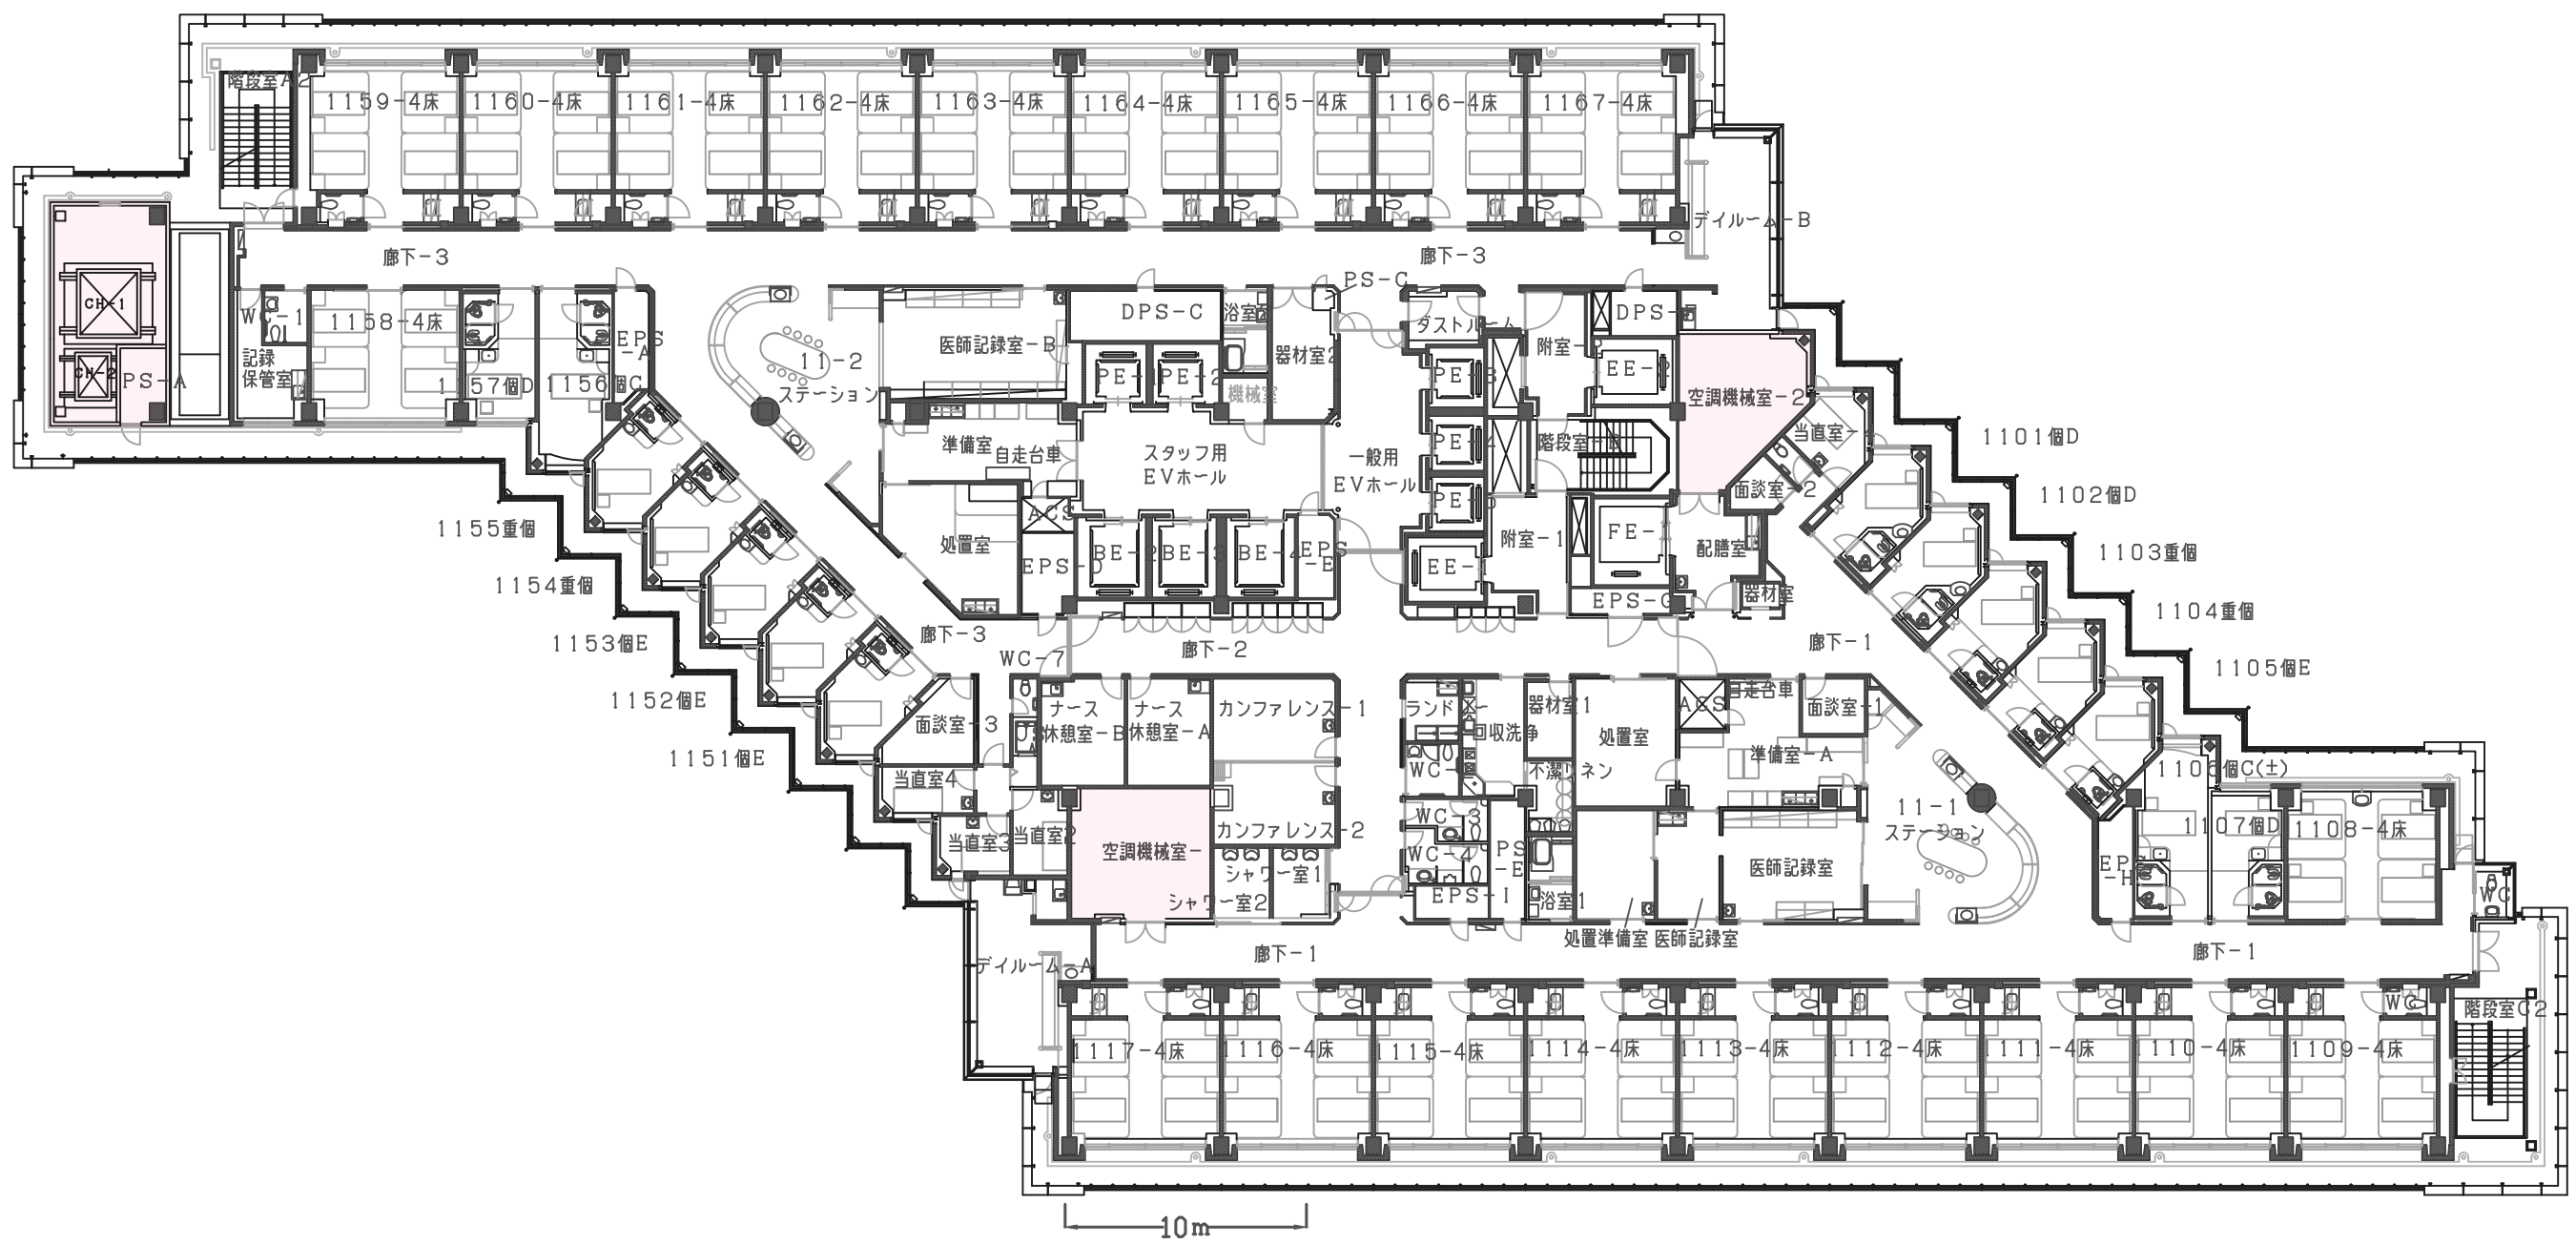 階段室A2
1159-4床
1160-4床
1161-4床
1162-4床
1163-4床
1164-4床
1165-4床
1166-4床
1167-4床
デイルーム-B
廊下-3
廊下-3
CH-1
CH-2
PS-A
WC-1
記録
保管室
1158-4床
1157個D
1156個C
EPS
-A
11-2
ステーション
医師記録室-B
DPS-C
浴室
PS-C
器材室2
機械室
ダストルーム
附室-
DPS-
PE-1
PE-2
PE-3
EE-2
空調機械室-2
準備室
自走台車
スタッフ用
EVホール
一般用
EVホール
PE-4
階段室-B
当直室-
1101個D
面談室-2
1102個D
PE-5
ACS
処置室
EPS-D
BE-2
BE-3
BE-4
EPS
-E
EE-1
附室-1
FE-1
配膳室
1155重個
1154重個
1153個E
1152個E
1151個E
1103重個
1104重個
1105個E
EPS-G
器材室
廊下-3
WC-7
廊下-2
廊下-1
面談室-3
ナース
休憩室-B
ナース
休憩室-A
カンファレンス-1
ランドリー
回収洗浄
器材室1
処置室
ACS
自走台車
面談室-1
準備室-A
当直室4
WC-
不潔リネン
1106個C(±)
当直室3
当直室2
空調機械室-
カンファレンス-2
WC-3
WC-4
PS
-E
11-1
ステーション
1107個D
1108-4床
シャワー室1
シャワー室2
EPS-I
浴室1
医師記録室
EPS
-H
WC
処置準備室
医師記録室
デイルーム-A
廊下-1
廊下-1
WC
階段室C2
1117-4床
1116-4床
1115-4床
1114-4床
1113-4床
1112-4床
1111-4床
1110-4床
1109-4床
10m